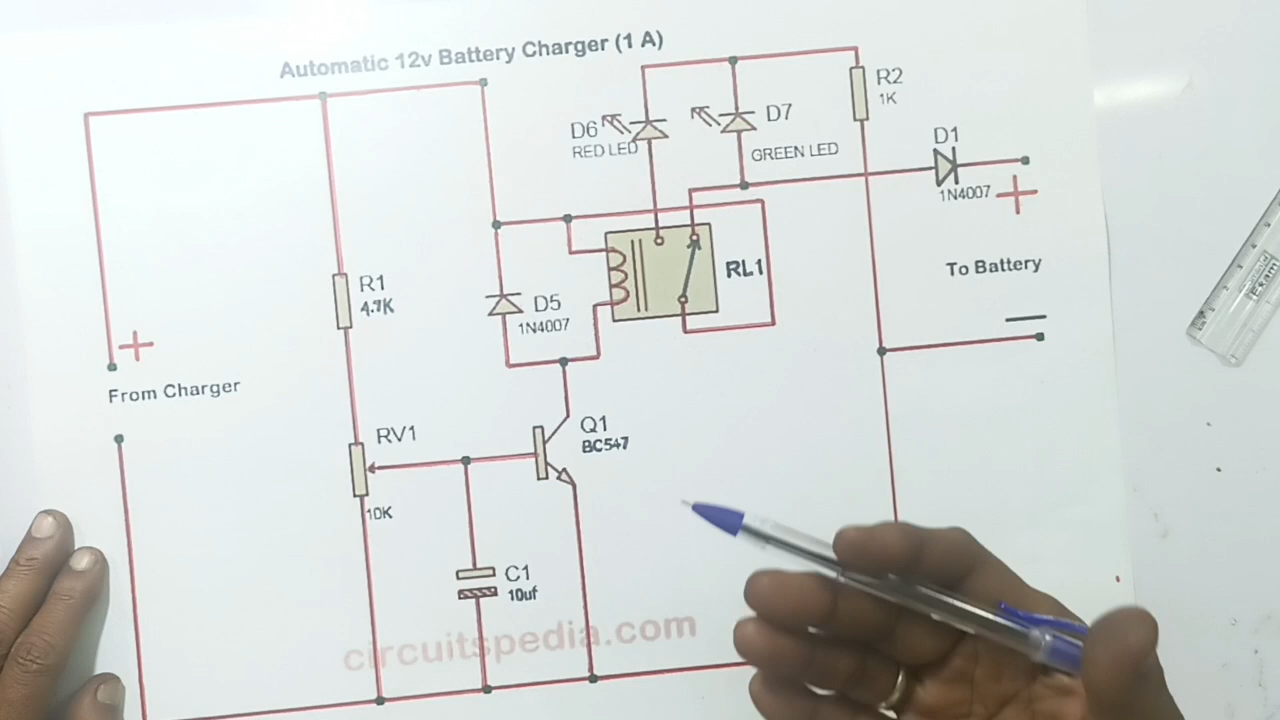 Automatic 12v Battery Charger (1 A)
R2
1K
D6
RED LED
D7
GREEN LED
D1
1N4007
+
R1
4.7K
D5
1N4007
RL1
To Battery
+
From Charger
RV1
10K
Q1
BC547
C1
10uf
circuitspedia.com
Exam